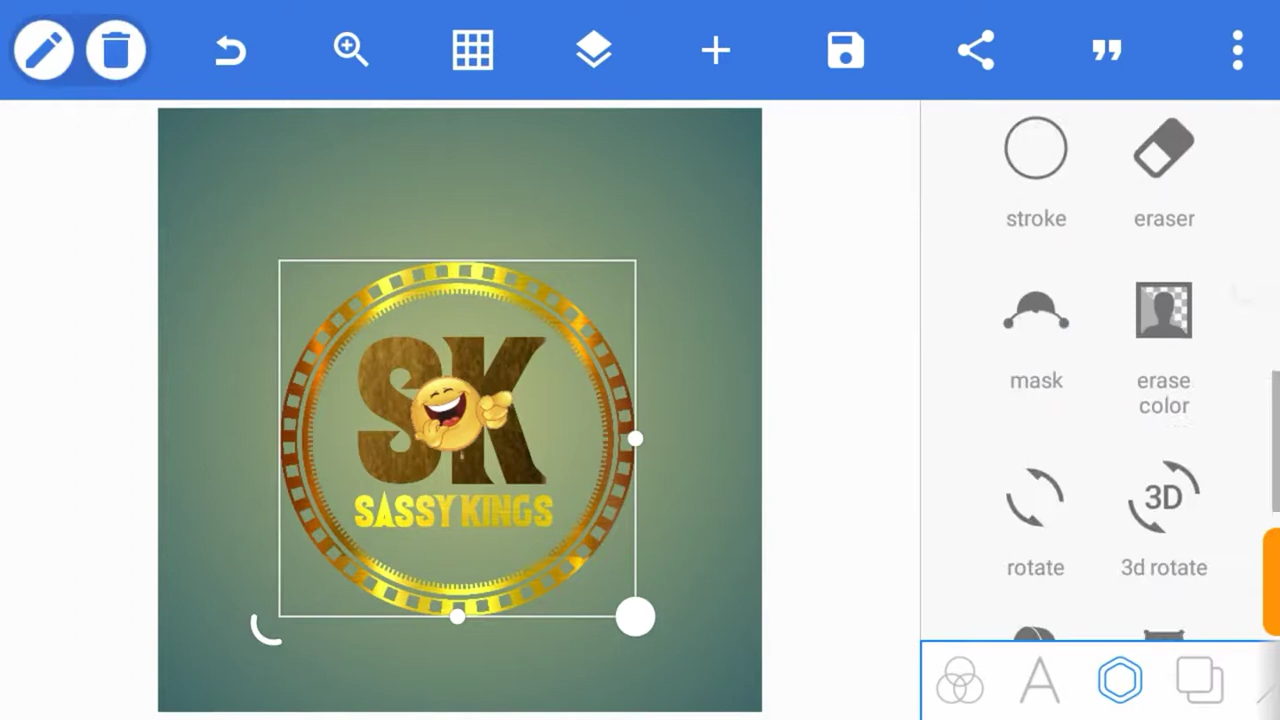 stroke eraser
mask erase color
SK
SASSY KINGS
3D
rotate 3d rotate
A